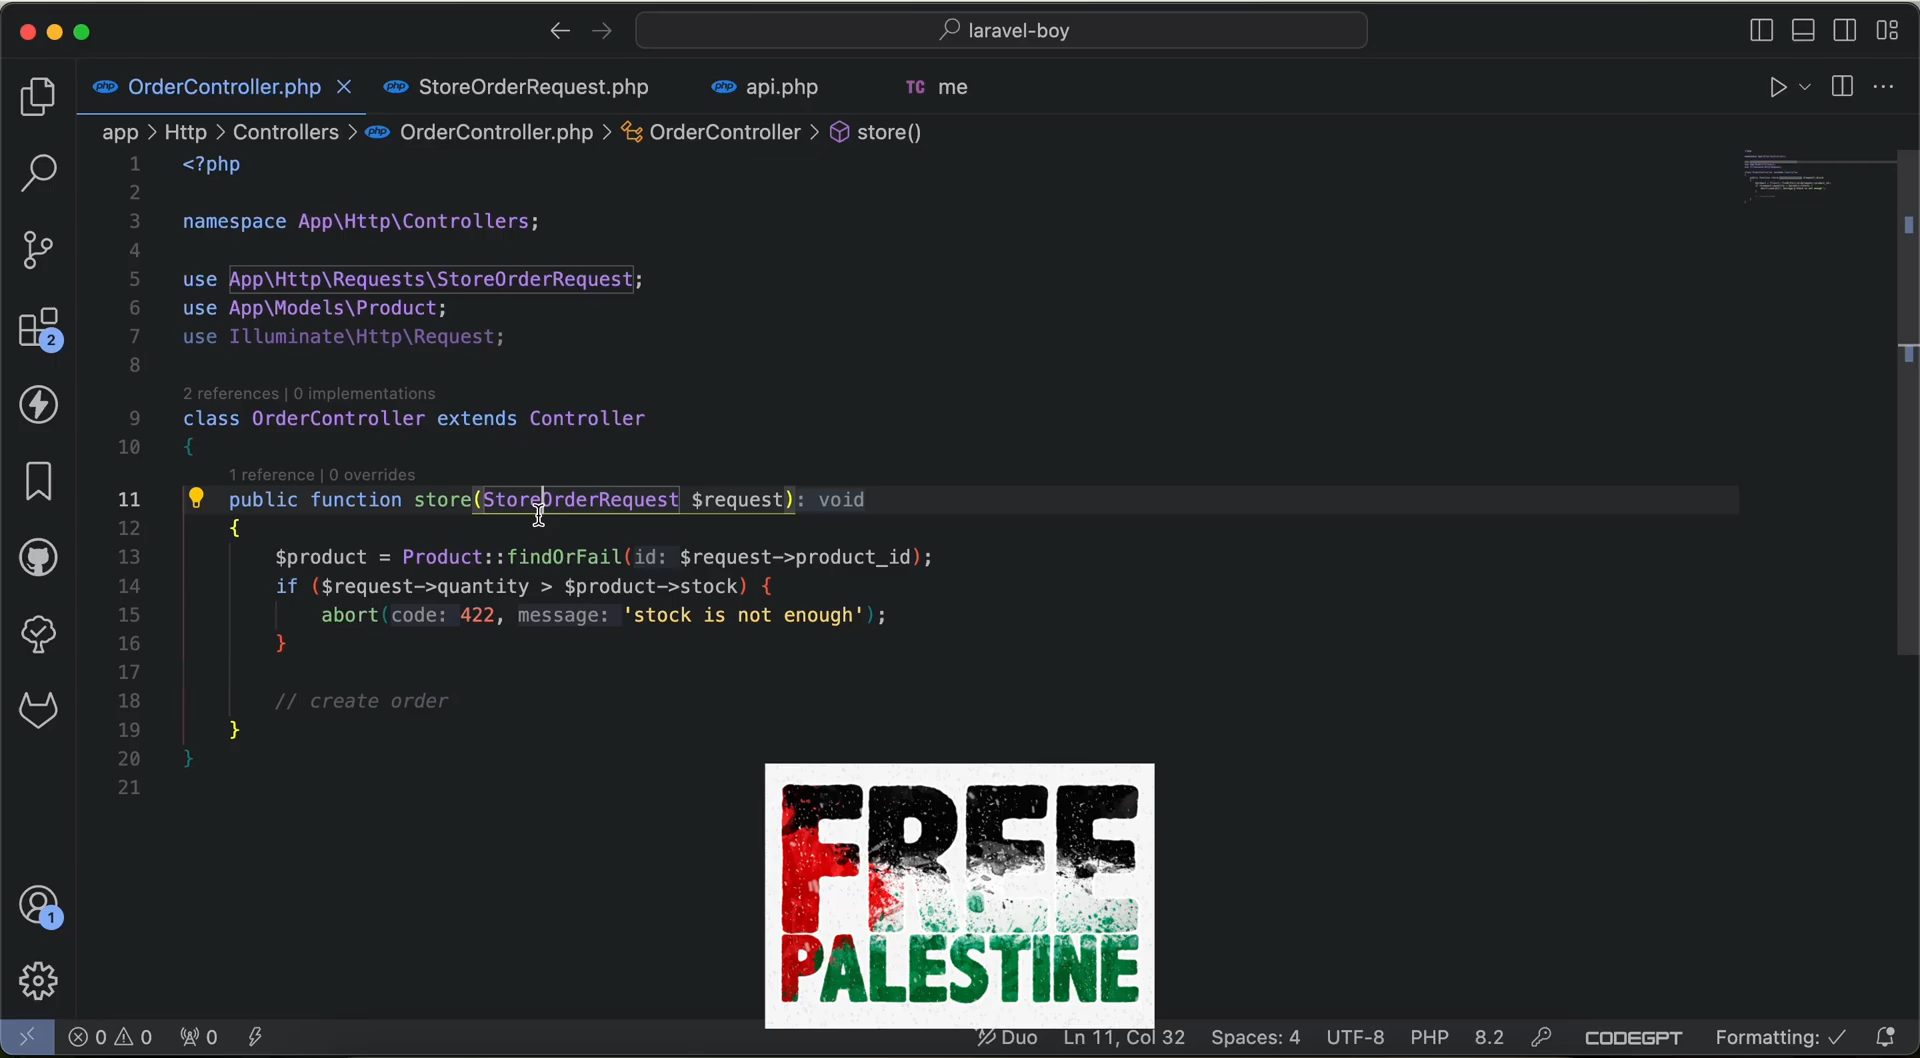 laravel-boy
php OrderController.php
php StoreOrderRequest.php
php api.php
TC me
app > Http > Controllers > php OrderController.php > OrderController > store()
1 <?php
2
3 namespace App\Http\Controllers;
4
5 use App\Http\Requests\StoreOrderRequest;
6 use App\Models\Product;
7 use Illuminate\Http\Request;
8
2 references | 0 implementations
9 class OrderController extends Controller
10 {
1 reference | 0 overrides
11 public function store(StoreOrderRequest $request): void
12 {
13 $product = Product::findOrFail(id: $request->product_id);
14 if ($request->quantity > $product->stock) {
15 abort(code: 422, message: 'stock is not enough');
16 }
17
18 // create order
19 }
20 }
21
2
1
FREE
PALESTINE
0 0 0 Duo Ln 11, Col 32 Spaces: 4 UTF-8 PHP 8.2 CODEGPT Formatting: ✓